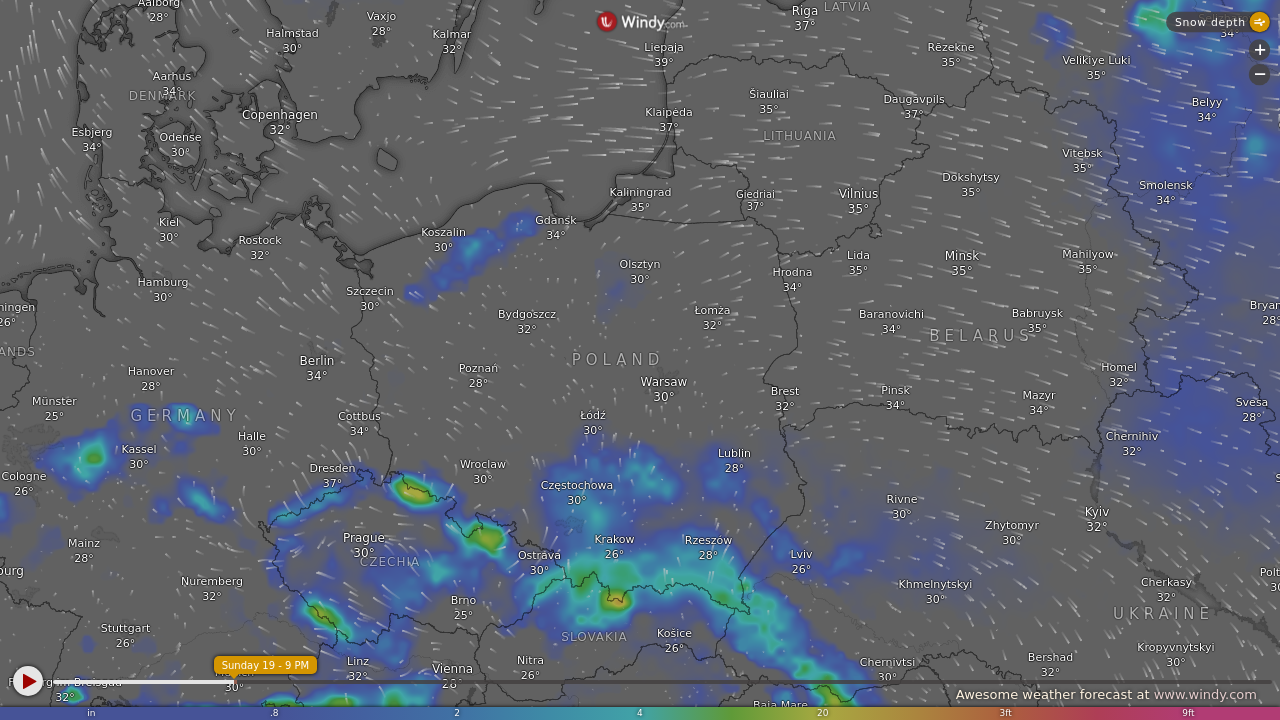 Aalborg
28°
Vaxjo
28°
Halmstad
30°
Kalmar
32°
Windy.com
Riga
37°
LATVIA
Snow depth
34°
Liepaja
39°
Rēzekne
35°
Velikiye Luki
35°
+
−
Aarhus
34°
DENMARK
Copenhagen
32°
Šiauliai
35°
Daugavpils
37°
Belyy
34°
Klaipėda
37°
Esbjerg
34°
Odense
30°
LITHUANIA
Vitebsk
35°
Kaliningrad
35°
Giedriai
37°
Vilnius
35°
Dokshytsy
35°
Smolensk
34°
Kiel
30°
Rostock
32°
Koszalin
30°
Gdansk
34°
Olsztyn
30°
Hrodna
34°
Lida
35°
Minsk
35°
Mahilyow
35°
Hamburg
30°
Szczecin
30°
ningen
26°
Bydgoszcz
32°
Łomża
32°
Baranovichi
34°
Babruysk
35°
Bryan
28°
BELARUS
ANDS
Berlin
34°
POLAND
Hanover
28°
Poznań
28°
Warsaw
30°
Homel
32°
Münster
25°
GERMANY
Brest
32°
Pinsk
34°
Mazyr
34°
Svesa
28°
Cottbus
34°
Łódź
30°
Halle
30°
Kassel
30°
Chernihiv
32°
Cologne
26°
Dresden
37°
Wroclaw
30°
Lublin
28°
Częstochowa
30°
Rivne
30°
Kyiv
32°
Zhytomyr
30°
Mainz
28°
Prague
30°
CZECHIA
Ostrava
30°
Krakow
26°
Rzeszow
28°
Lviv
26°
Nuremberg
32°
Brno
25°
Khmelnytskyi
30°
Cherkasy
32°
UKRAINE
Stuttgart
26°
SLOVAKIA
Košice
26°
Linz
32°
Vienna
28°
Nitra
26°
Chernivtsi
30°
Bershad
32°
Kropyvnytskyi
30°
Sunday 19 - 9 PM
30°
32°
Baia Mare
Awesome weather forecast at www.windy.com
in .8 2 4 20 3ft 9ft